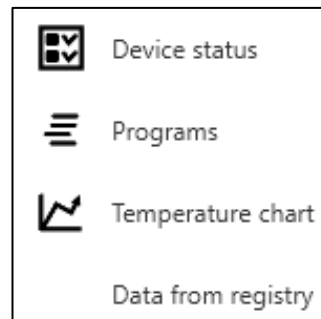 Device status
Programs
Temperature chart
Data from registry